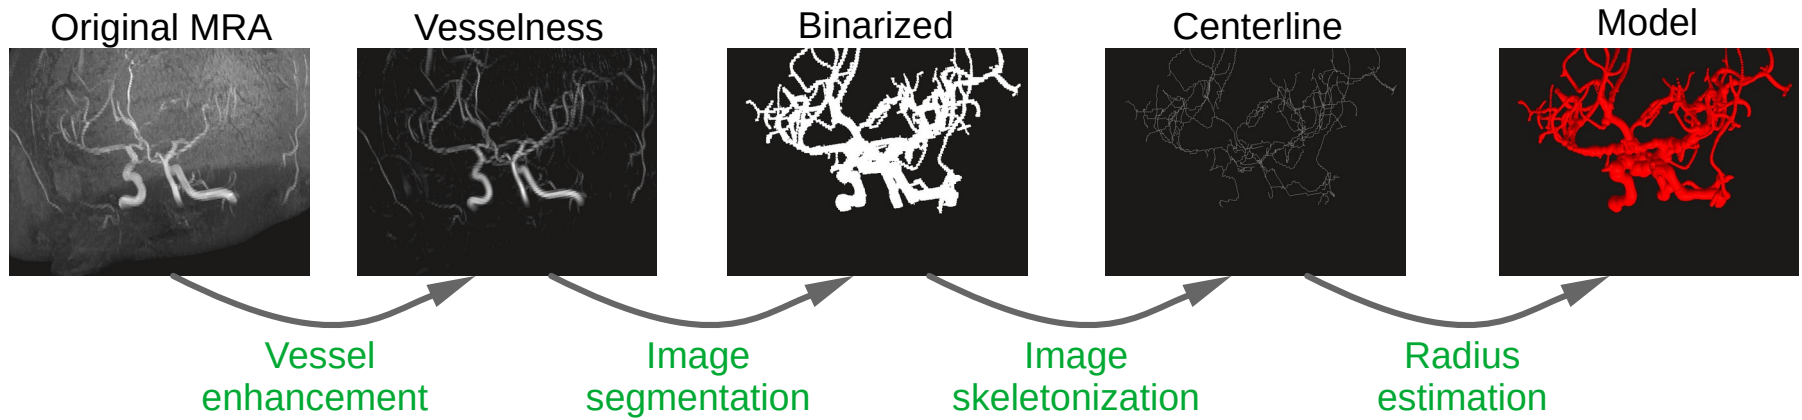 Original MRA
Vesselness
Binarized
Centerline
Model
Vessel
enhancement
Image
segmentation
Image
skeletonization
Radius
estimation